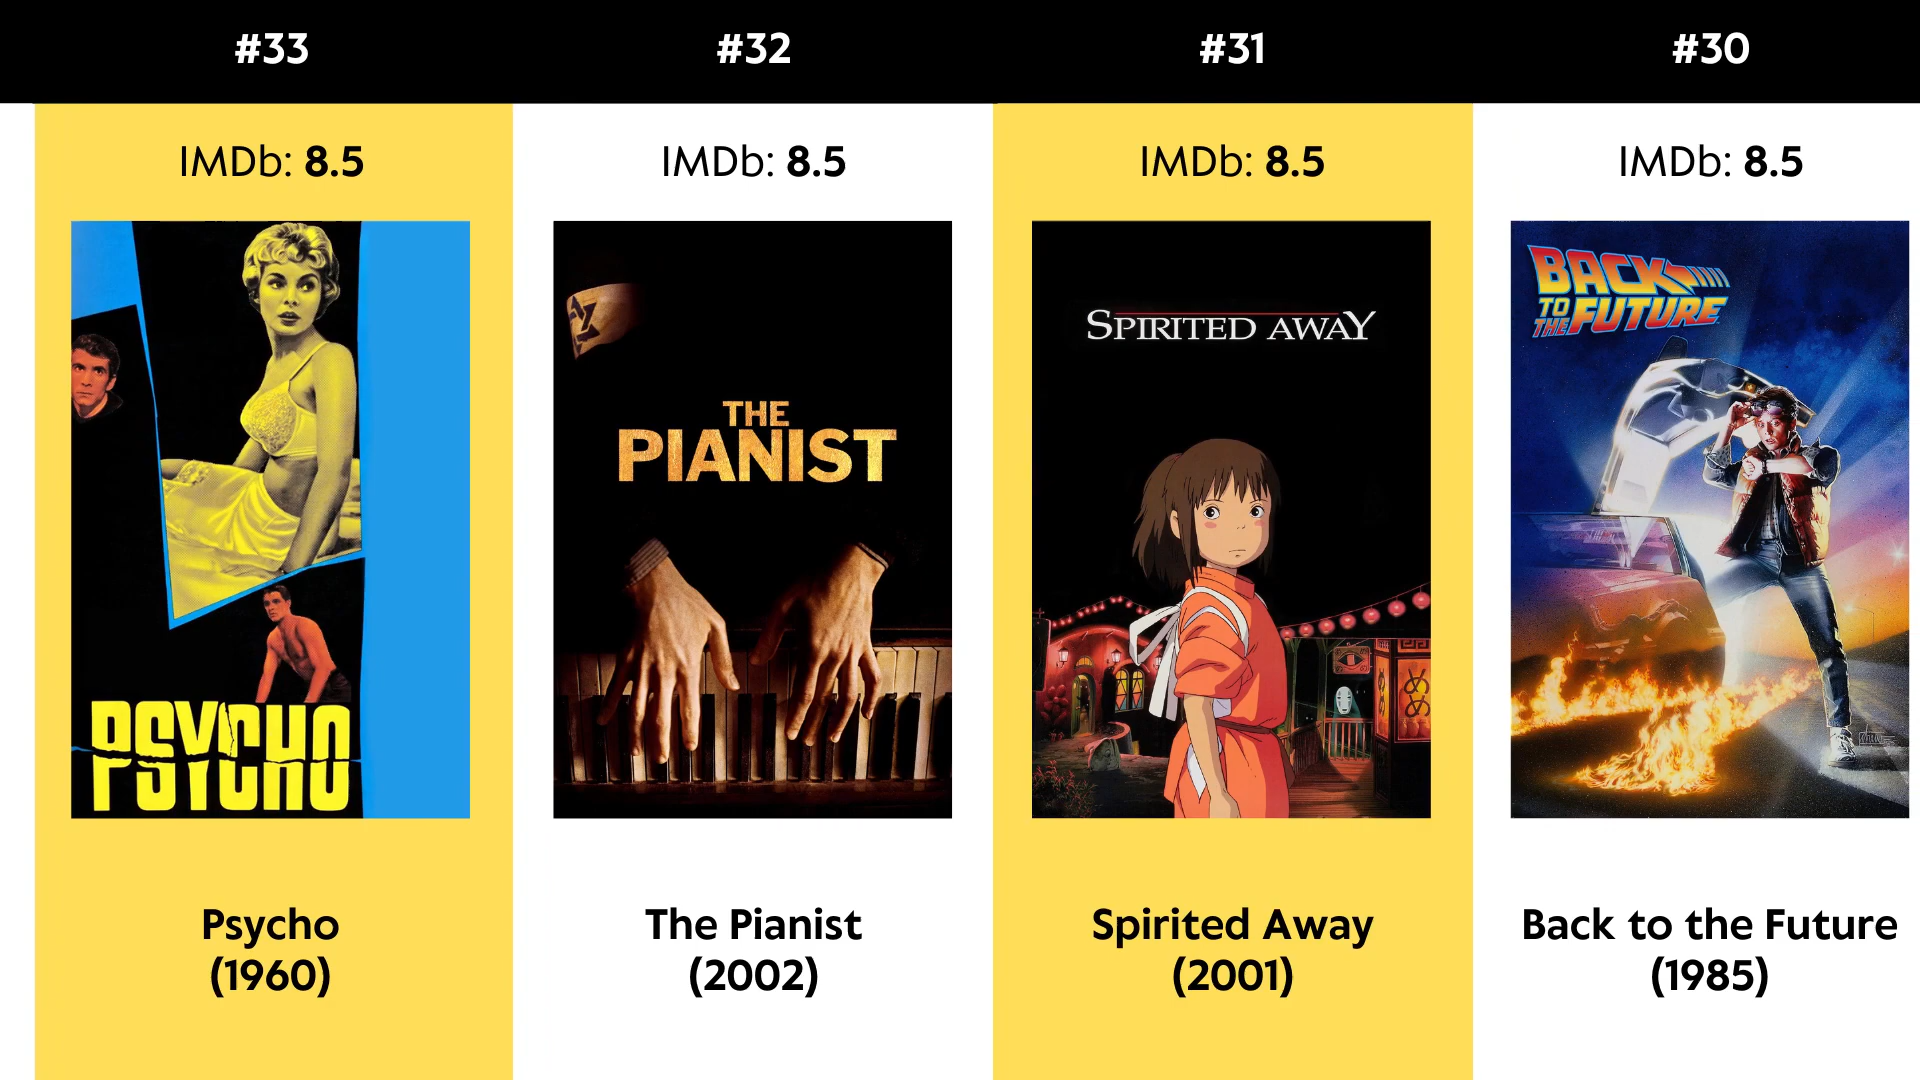 #33
IMDb: 8.5
PSYCHO
Psycho
(1960)
#32
IMDb: 8.5
THE
PIANIST
The Pianist
(2002)
#31
IMDb: 8.5
SPIRITED AWAY
めめ
Spirited Away
(2001)
#30
IMDb: 8.5
BACK
TO
THE FUTURE
Back to the Future
(1985)